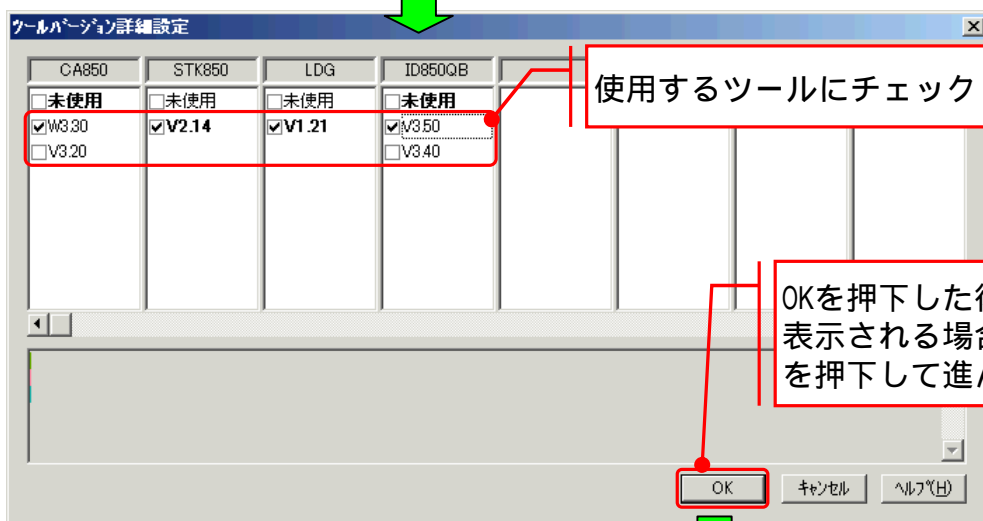 ツールバージョン詳細設定
CA850 STK850 LDG ID850QB
使用するツールにチェック
未使用 未使用 未使用 未使用
W3.30 V2.14 V1.21 V3.50
V3.20 V3.40
OKを押下した
表示される場
を押下して進
OK キャンセル ヘルプ(H)